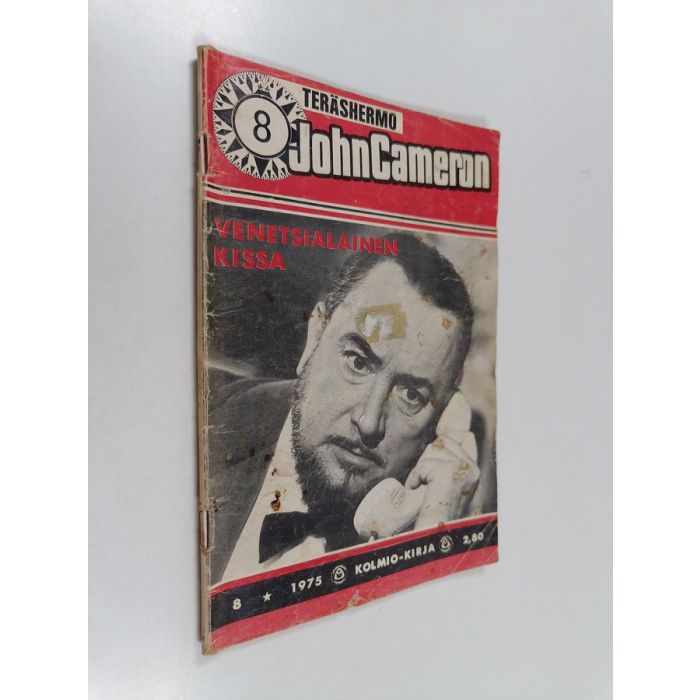 8
TERÄSHERMO
JohnCameron
VENETSIALAINEN
KISSA
8 ★ 1975 KOLMIO-KIRJA 2,80